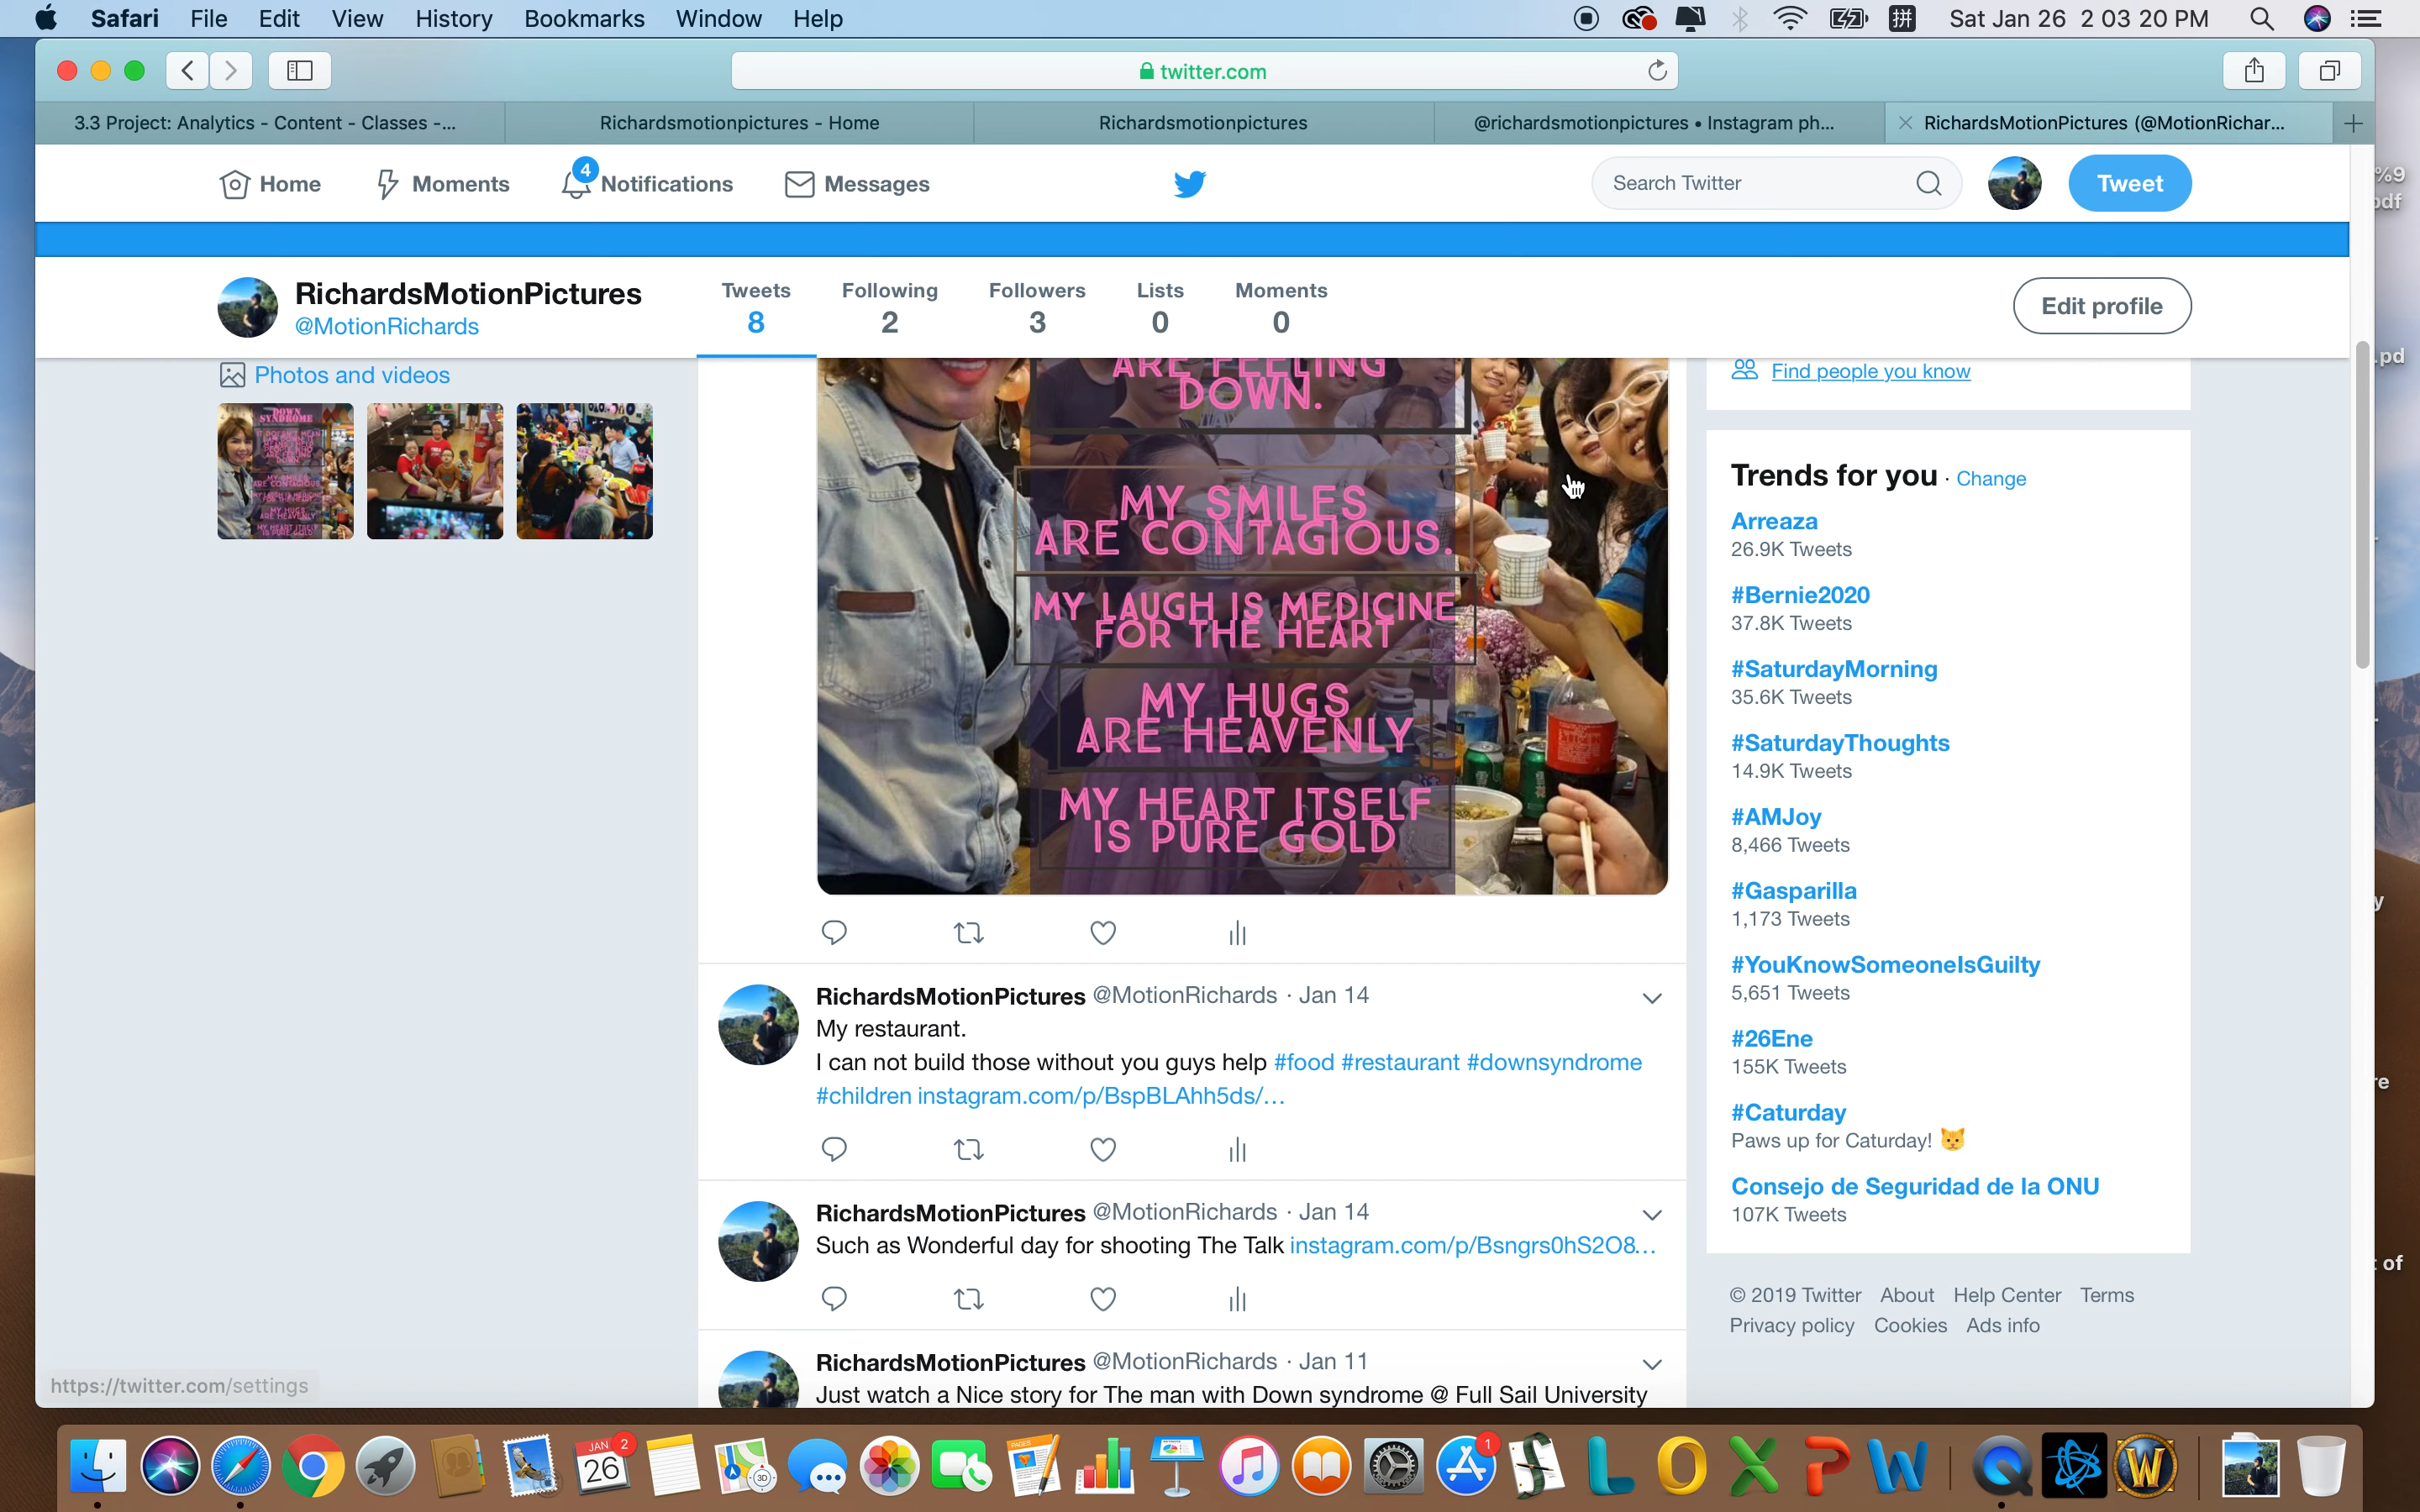 Safari File Edit View History Bookmarks Window Help 拼 Sat Jan 26 2 03 20 PM
twitter.com
3.3 Project: Analytics - Content - Classes -... Richardsmotionpictures - Home Richardsmotionpictures @richardsmotionpictures • Instagram ph... RichardsMotionPictures (@MotionRichar...
Home Moments 4 Notifications Messages Search Twitter Tweet
RichardsMotionPictures
@MotionRichards
Tweets Following Followers Lists Moments
8 2 3 0 0
Edit profile
Photos and videos
DOWN
SYNDROME
ARE FEELING
DOWN.
MY SMILES
ARE CONTAGIOUS.
MY LAUGH IS MEDICINE
FOR THE HEART
MY HUGS
ARE HEAVENLY
MY HEART ITSELF
IS PURE GOLD
RichardsMotionPictures @MotionRichards · Jan 14
My restaurant.
I can not build those without you guys help #food #restaurant #downsyndrome
#children instagram.com/p/BspBLAhh5ds/…
RichardsMotionPictures @MotionRichards · Jan 14
Such as Wonderful day for shooting The Talk instagram.com/p/Bsngrs0hS2O8…
RichardsMotionPictures @MotionRichards · Jan 11
Just watch a Nice story for The man with Down syndrome @ Full Sail University
Find people you know
Trends for you · Change
Arreaza
26.9K Tweets
#Bernie2020
37.8K Tweets
#SaturdayMorning
35.6K Tweets
#SaturdayThoughts
14.9K Tweets
#AMJoy
8,466 Tweets
#Gasparilla
1,173 Tweets
#YouKnowSomeoneIsGuilty
5,651 Tweets
#26Ene
155K Tweets
#Caturday
Paws up for Caturday!
Consejo de Seguridad de la ONU
107K Tweets
© 2019 Twitter About Help Center Terms
Privacy policy Cookies Ads info
https://twitter.com/settings
JAN 2
26
3D
PAGES
1